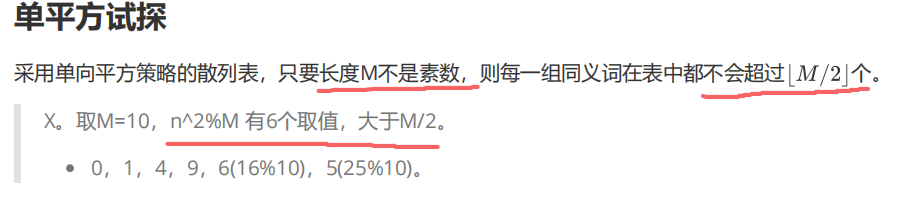 单平方试探
采用单向平方策略的散列表，只要长度M不是素数，则每一组同义词在表中都不会超过⌊M/2⌋个。
X。取M=10，n^2%M 有6个取值，大于M/2。
• 0，1，4，9，6(16%10)，5(25%10)。